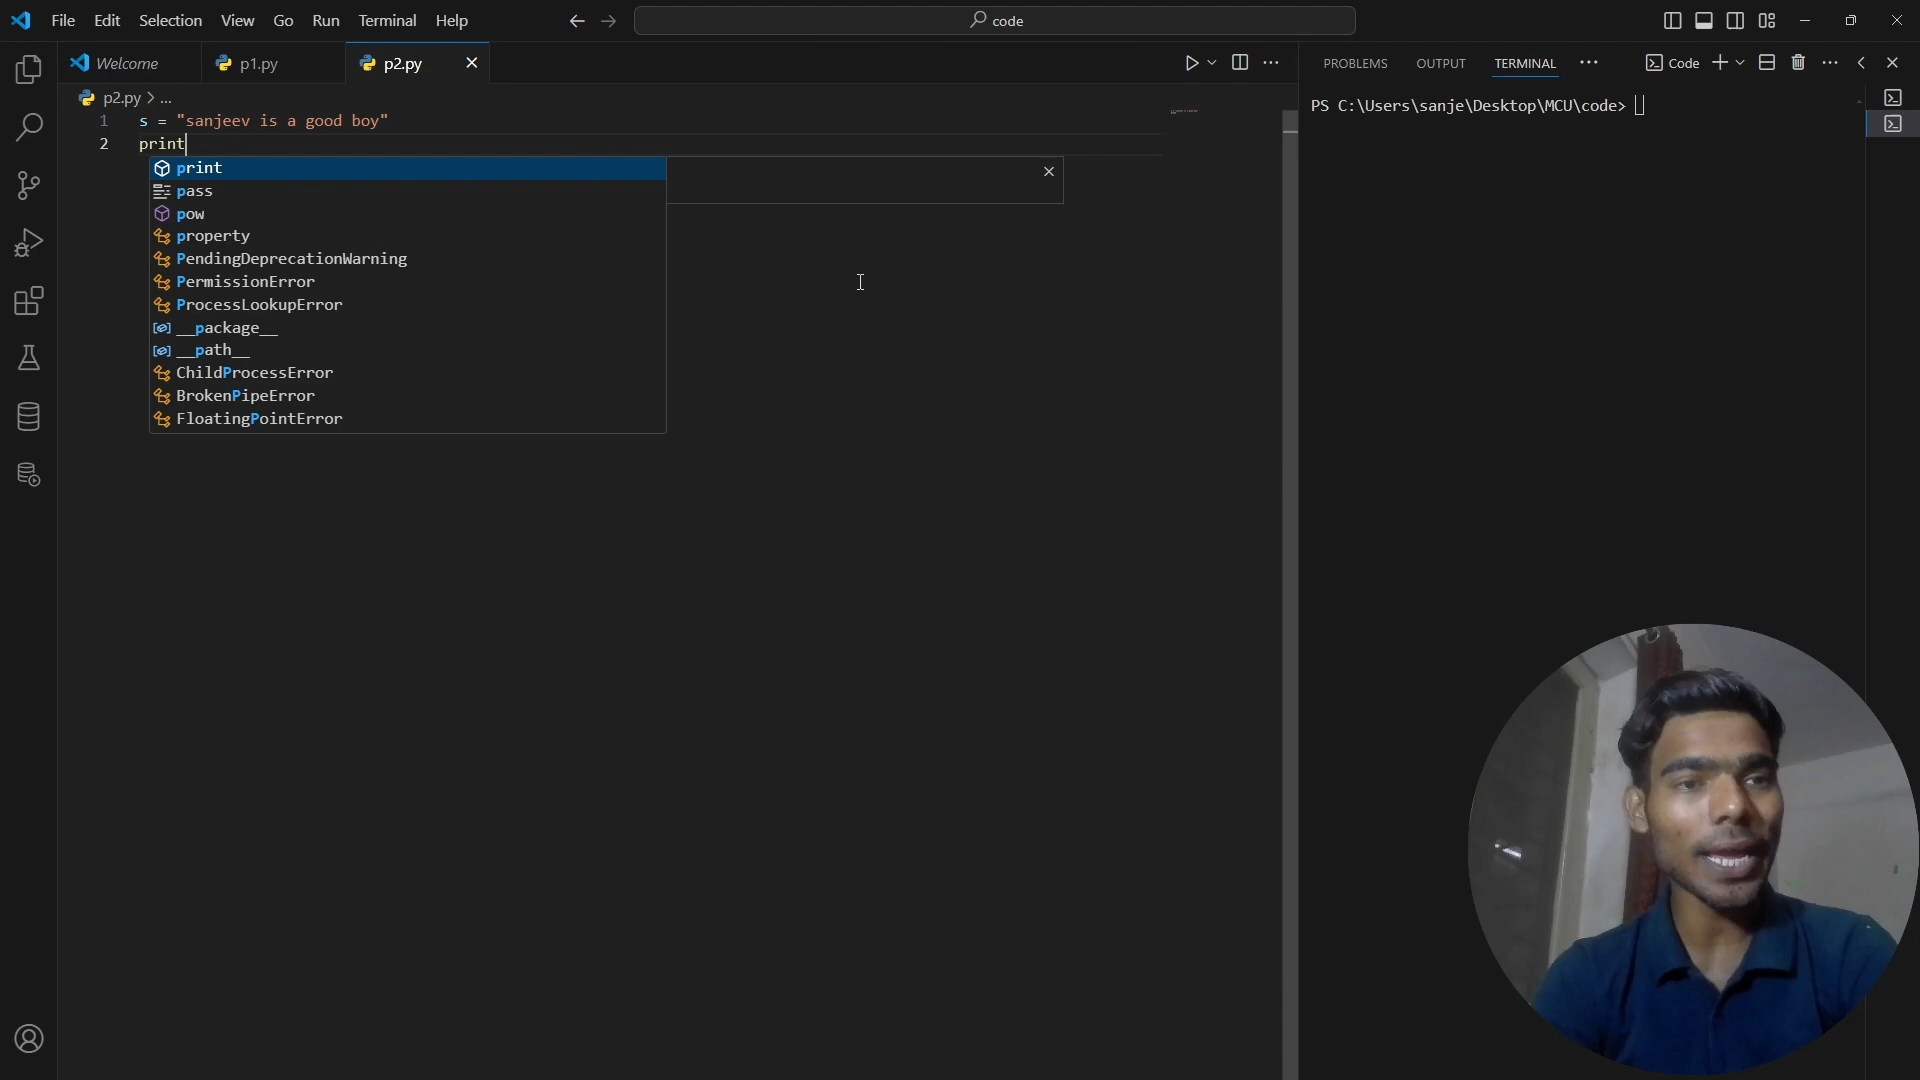 File Edit Selection View Go Run Terminal Help
code
Welcome
p1.py
p2.py
PROBLEMS OUTPUT TERMINAL
Code
p2.py > ...
1 s = "sanjeev is a good boy"
2 print
print
pass
pow
property
PendingDeprecationWarning
PermissionError
ProcessLookupError
__package__
__path__
ChildProcessError
BrokenPipeError
FloatingPointError
PS C:\Users\sanje\Desktop\MCU\code>